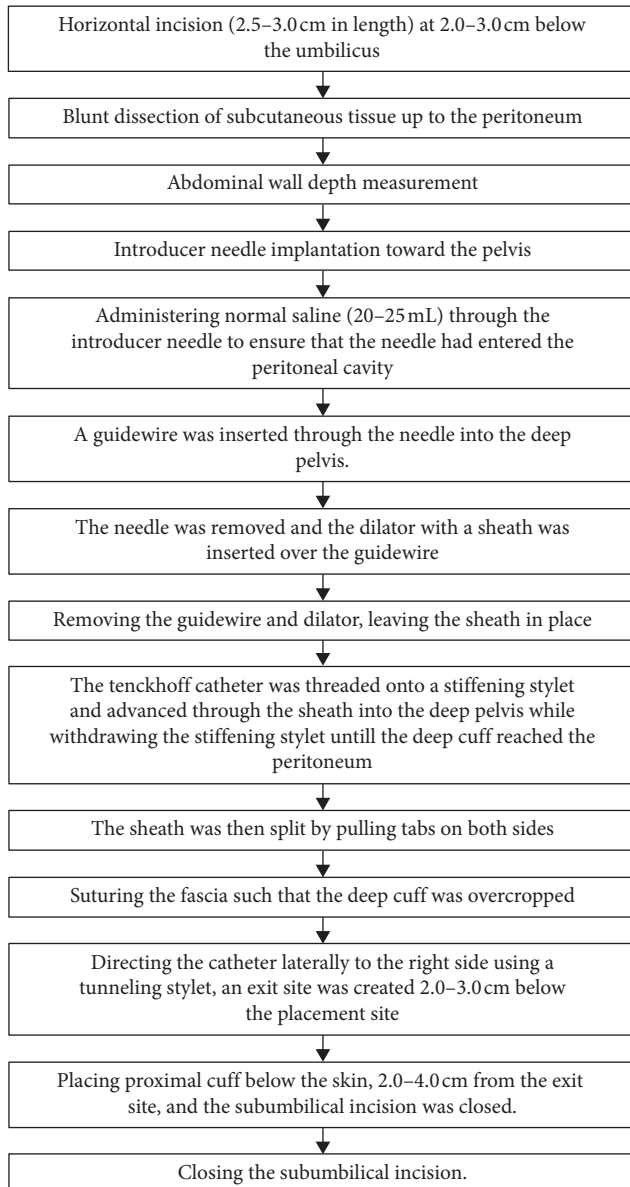 Horizontal incision (2.5–3.0 cm in length) at 2.0–3.0 cm below
the umbilicus
Blunt dissection of subcutaneous tissue up to the peritoneum
Abdominal wall depth measurement
Introducer needle implantation toward the pelvis
Administering normal saline (20–25 mL) through the
introducer needle to ensure that the needle had entered the
peritoneal cavity
A guidewire was inserted through the needle into the deep
pelvis.
The needle was removed and the dilator with a sheath was
inserted over the guidewire
Removing the guidewire and dilator, leaving the sheath in place
The tenckhoff catheter was threaded onto a stiffening stylet
and advanced through the sheath into the deep pelvis while
withdrawing the stiffening stylet untill the deep cuff reached the
peritoneum
The sheath was then split by pulling tabs on both sides
Suturing the fascia such that the deep cuff was overcropped
Directing the catheter laterally to the right side using a
tunneling stylet, an exit site was created 2.0–3.0 cm below
the placement site
Placing proximal cuff below the skin, 2.0–4.0 cm from the exit
site, and the subumbilical incision was closed.
Closing the subumbilical incision.